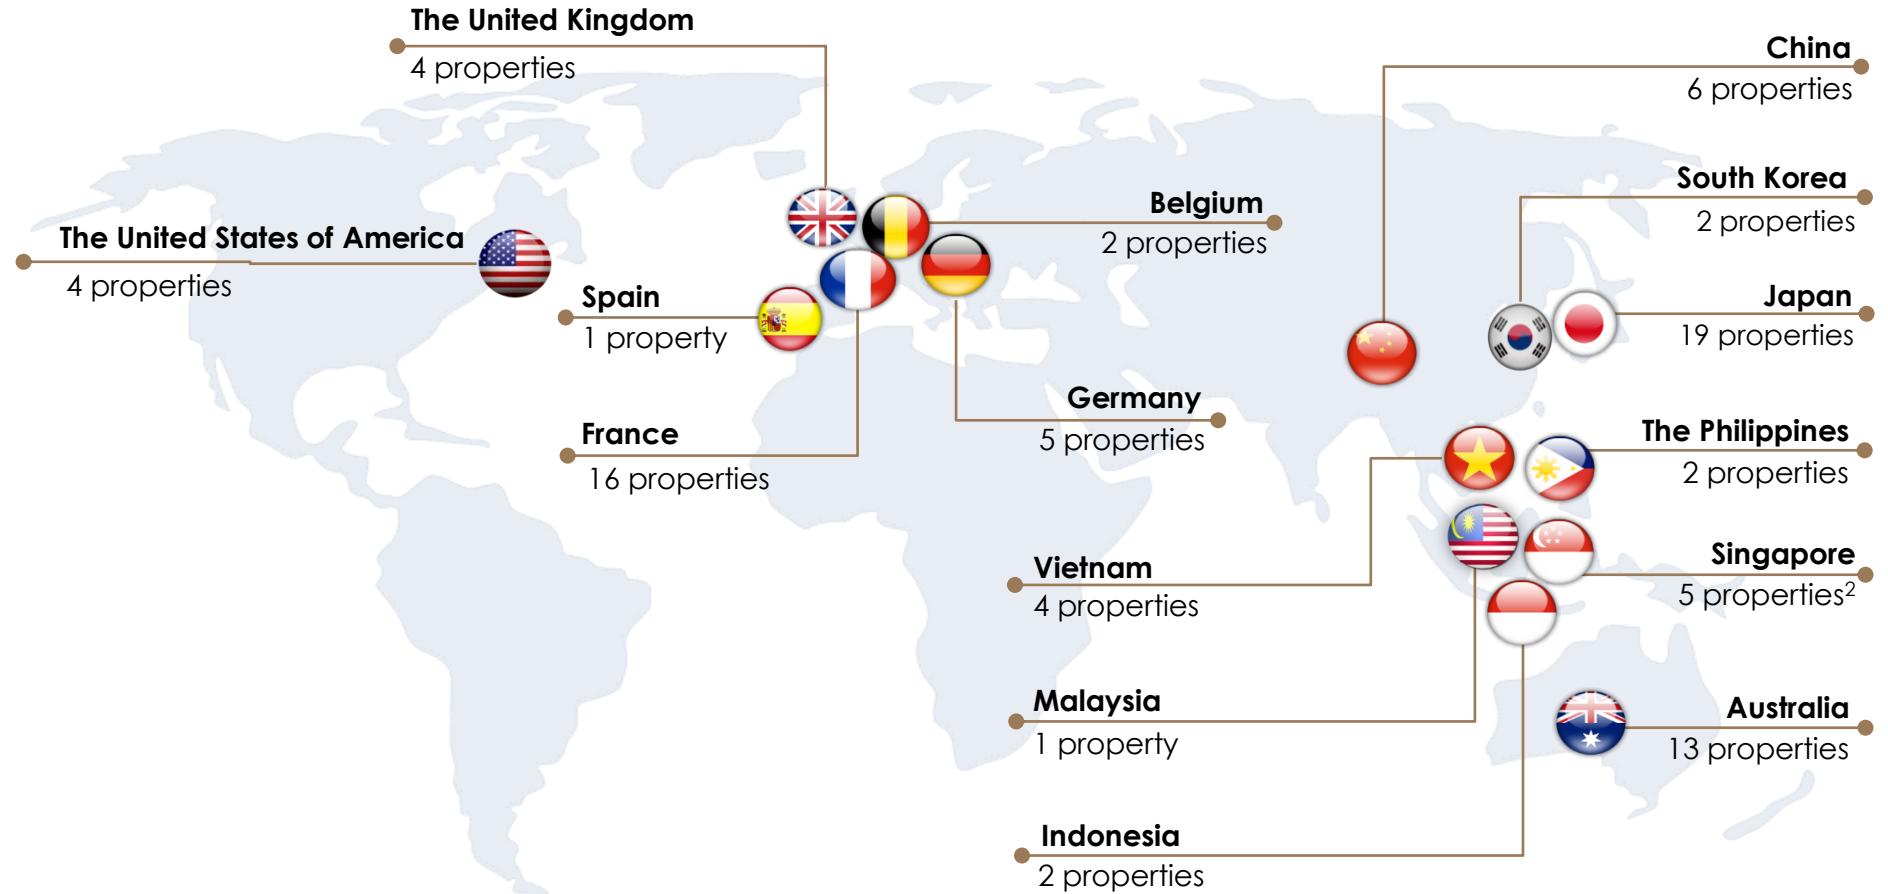 The United Kingdom
4 properties
China
6 properties
South Korea
2 properties
Belgium
2 properties
The United States of America
4 properties
Spain
1 property
Japan
19 properties
Germany
5 properties
France
16 properties
The Philippines
2 properties
Vietnam
4 properties
Singapore
5 properties²
Malaysia
1 property
Australia
13 properties
Indonesia
2 properties